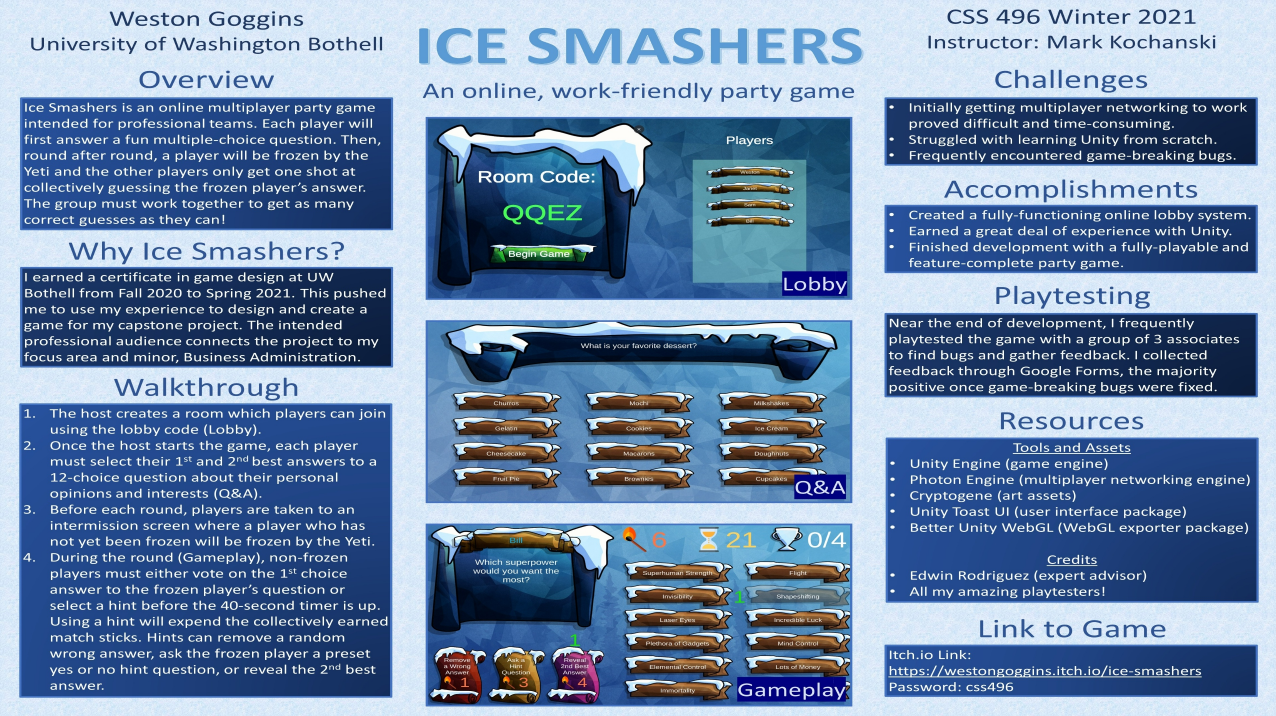 Weston Goggins
University of Washington Bothell
Overview
Ice Smashers is an online multiplayer party game
intended for professional teams. Each player will
first answer a fun multiple-choice question. Then,
round after round, a player will be frozen by the
Yeti and the other players only get one shot at
collectively guessing the frozen player's answer.
The group must work together to get as many
correct guesses as they can!
Why Ice Smashers?
I earned a certificate in game design at UW
Bothell from Fall 2020 to Spring 2021. This pushed
me to use my experience to design and create a
game for my capstone project. The intended
professional audience connects the project to my
focus area and minor, Business Administration.
Walkthrough
1. The host creates a room which players can join
using the lobby code (Lobby).
2. Once the host starts the game, each player
must select their 1st and 2nd best answers to a
12-choice question about their personal
opinions and interests (Q&A).
3. Before each round, players are taken to an
intermission screen where a player who has
not yet been frozen will be frozen by the Yeti.
4. During the round (Gameplay), non-frozen
players must either vote on the 1st choice
answer to the frozen player's question or
select a hint before the 40-second timer is up.
Using a hint will expend the collectively earned
match sticks. Hints can remove a random
wrong answer, ask the frozen player a preset
yes or no hint question, or reveal the 2nd best
answer.
ICE SMASHERS
An online, work-friendly party game
Room Code:
QQEZ
Begin Game
Players
Weston
Janet
Sam
Bill
Lobby
What is your favorite dessert?
Churros
Mochi
Milkshakes
Gelatin
Cookies
Ice Cream
Cheesecake
Macarons
Doughnuts
Fruit Pie
Brownies
Cupcakes
Q&A
Bill
Which superpower
would you want the
most?
6
21
0/4
Superhuman Strength
Flight
Invisibility
1
Shapeshifting
Laser Eyes
Incredible Luck
Plethora of Gadgets
Mind Control
Elemental Control
Lots of Money
Immortality
1
Remove
a Wrong
Answer
1
Ask a
Hint
Question
3
Reveal
2nd Best
Answer
4
Gameplay
CSS 496 Winter 2021
Instructor: Mark Kochanski
Challenges
• Initially getting multiplayer networking to work
proved difficult and time-consuming.
• Struggled with learning Unity from scratch.
• Frequently encountered game-breaking bugs.
Accomplishments
• Created a fully-functioning online lobby system.
• Earned a great deal of experience with Unity.
• Finished development with a fully-playable and
feature-complete party game.
Playtesting
Near the end of development, I frequently
playtested the game with a group of 3 associates
to find bugs and gather feedback. I collected
feedback through Google Forms, the majority
positive once game-breaking bugs were fixed.
Resources
Tools and Assets
• Unity Engine (game engine)
• Photon Engine (multiplayer networking engine)
• Cryptogene (art assets)
• Unity Toast UI (user interface package)
• Better Unity WebGL (WebGL exporter package)
Credits
• Edwin Rodriguez (expert advisor)
• All my amazing playtesters!
Link to Game
Itch.io Link:
https://westongoggins.itch.io/ice-smashers
Password: css496